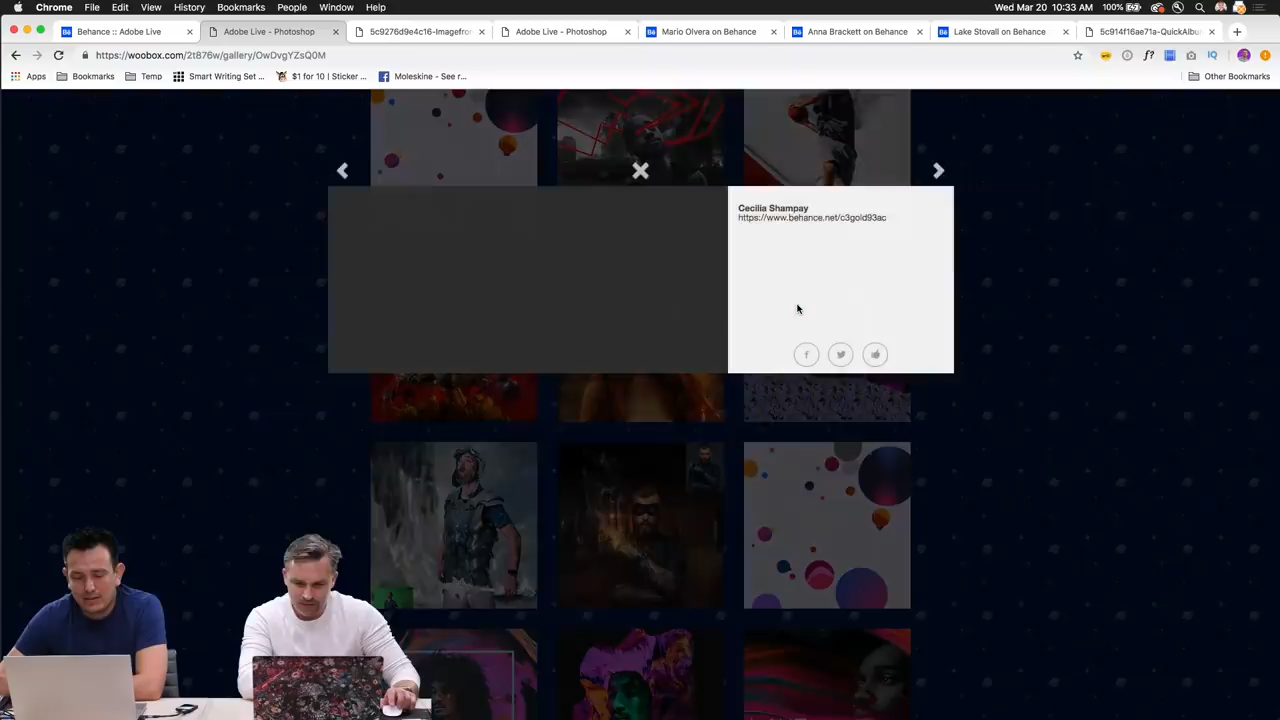 Chrome File Edit View History Bookmarks People Window Help 100% Wed Mar 20 10:33 AM
Behance :: Adobe Live
Adobe Live - Photoshop
5c9276d9e4c16-Imagefro
Adobe Live - Photoshop
Mario Olvera on Behance
Anna Brackett on Behance
Lake Stovall on Behance
5c914f16ae71a-QuickAlbu
https://woobox.com/2t876w/gallery/OwDvgYZsQ0M
Apps Bookmarks Temp Smart Writing Set ... $1 for 10 | Sticker ... Moleskine - See r... Other Bookmarks
Cecilia Shampay
https://www.behance.net/c3gold93ac